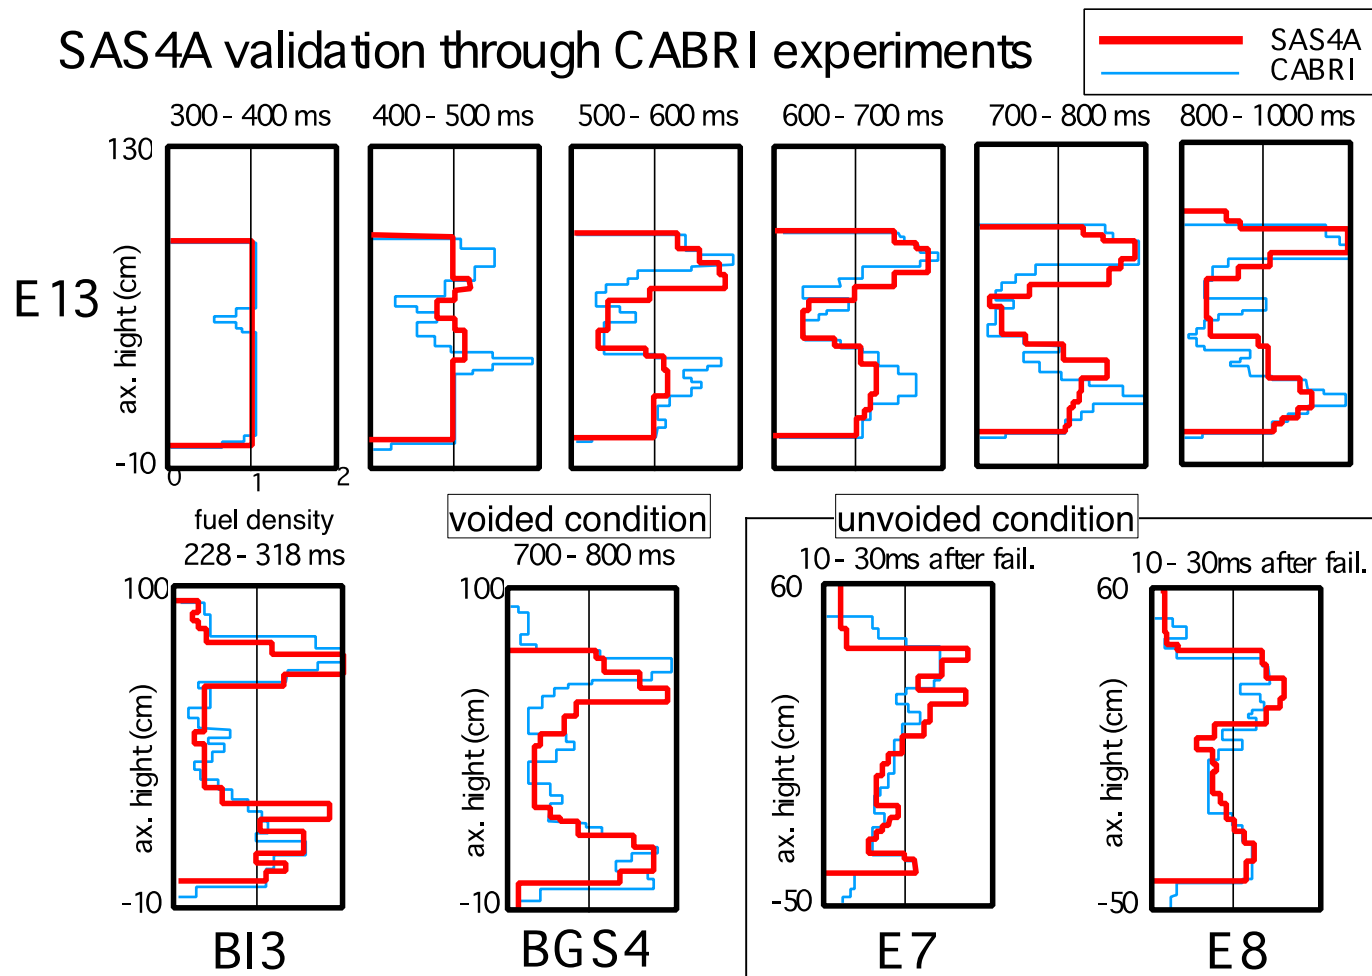 SAS4A validation through CABRI experiments
SAS4A
CABRI
300 - 400 ms
400 - 500 ms
500 - 600 ms
600 - 700 ms
700 - 800 ms
800 - 1000 ms
130
ax. hight (cm)
E13
-10
0
1
2
fuel density
voided condition
unvoided condition
228 - 318 ms
700 - 800 ms
10 - 30ms after fail.
10 - 30ms after fail.
100
100
60
60
ax. hight (cm)
ax. hight (cm)
ax. hight (cm)
ax. hight (cm)
-10
-10
-50
-50
BI3
BGS4
E7
E8